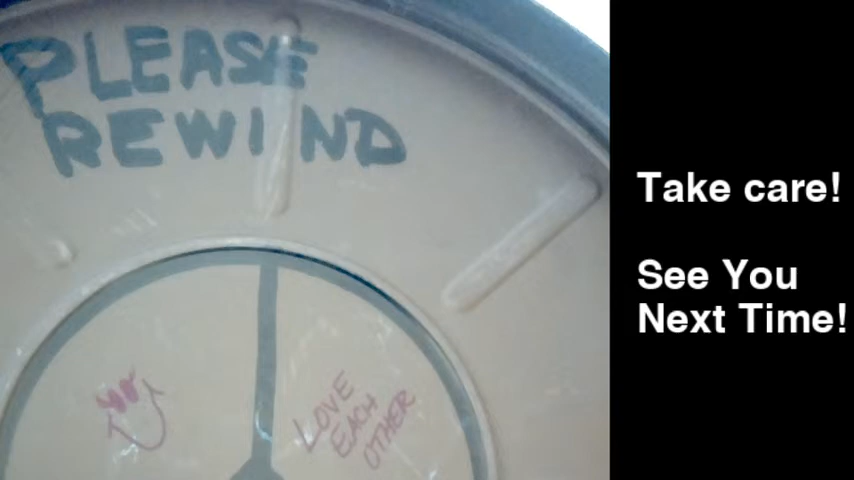 PLEASE
REWIND
LOVE
EACH
OTHER
Take care!
See You
Next Time!